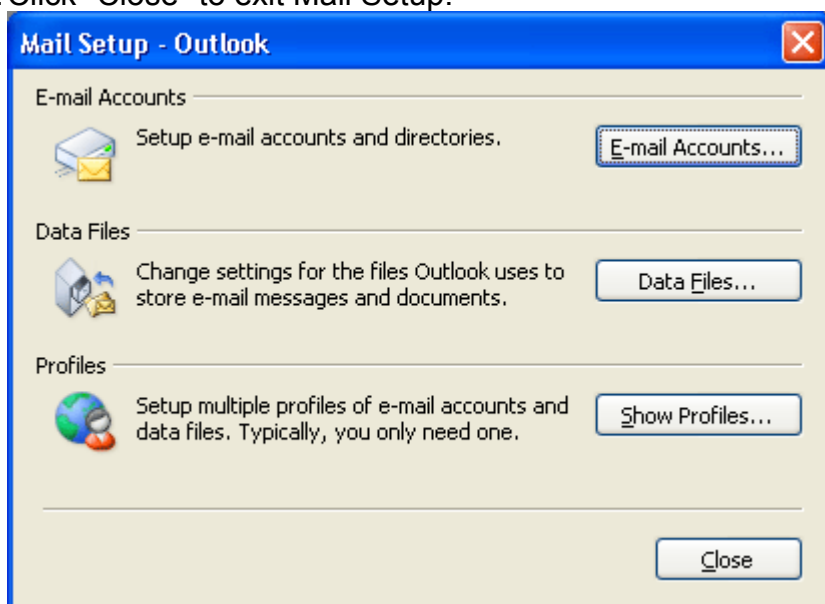 Click "Close" to exit Mail Setup.
Mail Setup - Outlook
E-mail Accounts
Setup e-mail accounts and directories.
E-mail Accounts...
Data Files
Change settings for the files Outlook uses to
store e-mail messages and documents.
Data Files...
Profiles
Setup multiple profiles of e-mail accounts and
data files. Typically, you only need one.
Show Profiles...
Close